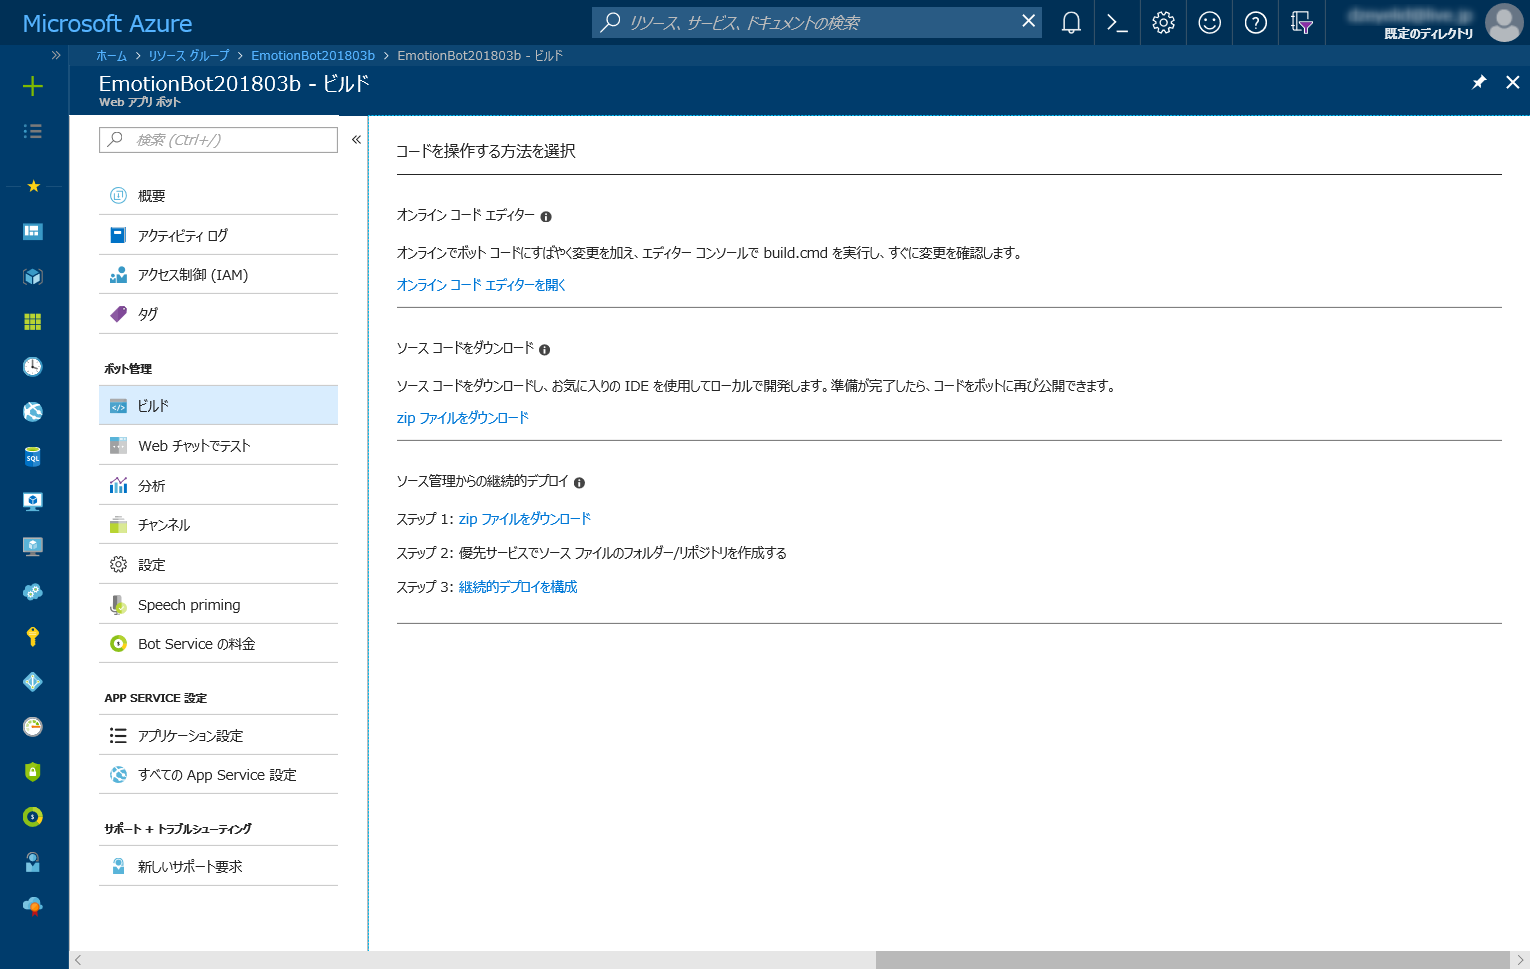 Microsoft Azure
リソース、サービス、ドキュメントの検索
既定のディレクトリ
ホーム > リソース グループ > EmotionBot201803b > EmotionBot201803b - ビルド
EmotionBot201803b - ビルド
Web アプリ ボット
検索 (Ctrl+/)
概要
アクティビティ ログ
アクセス制御 (IAM)
タグ
ボット管理
ビルド
Web チャットでテスト
分析
チャンネル
設定
Speech priming
Bot Service の料金
APP SERVICE 設定
アプリケーション設定
すべての App Service 設定
サポート + トラブルシューティング
新しいサポート要求
コードを操作する方法を選択
オンライン コード エディター
オンラインでボット コードにすばやく変更を加え、エディター コンソールで build.cmd を実行し、すぐに変更を確認します。
オンライン コード エディターを開く
ソース コードをダウンロード
ソース コードをダウンロードし、お気に入りの IDE を使用してローカルで開発します。準備が完了したら、コードをボットに再び公開できます。
zip ファイルをダウンロード
ソース管理からの継続的デプロイ
ステップ 1: zip ファイルをダウンロード
ステップ 2: 優先サービスでソース ファイルのフォルダー/リポジトリを作成する
ステップ 3: 継続的デプロイを構成